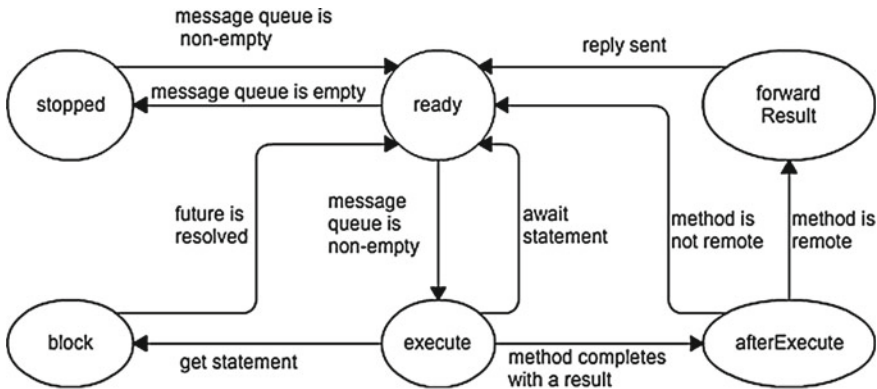 message queue is
non-empty
reply sent
stopped
message queue is empty
ready
forward
Result
future is
resolved
message
queue is
non-empty
await
statement
method is
not remote
method is
remote
block
get statement
execute
method completes
with a result
afterExecute